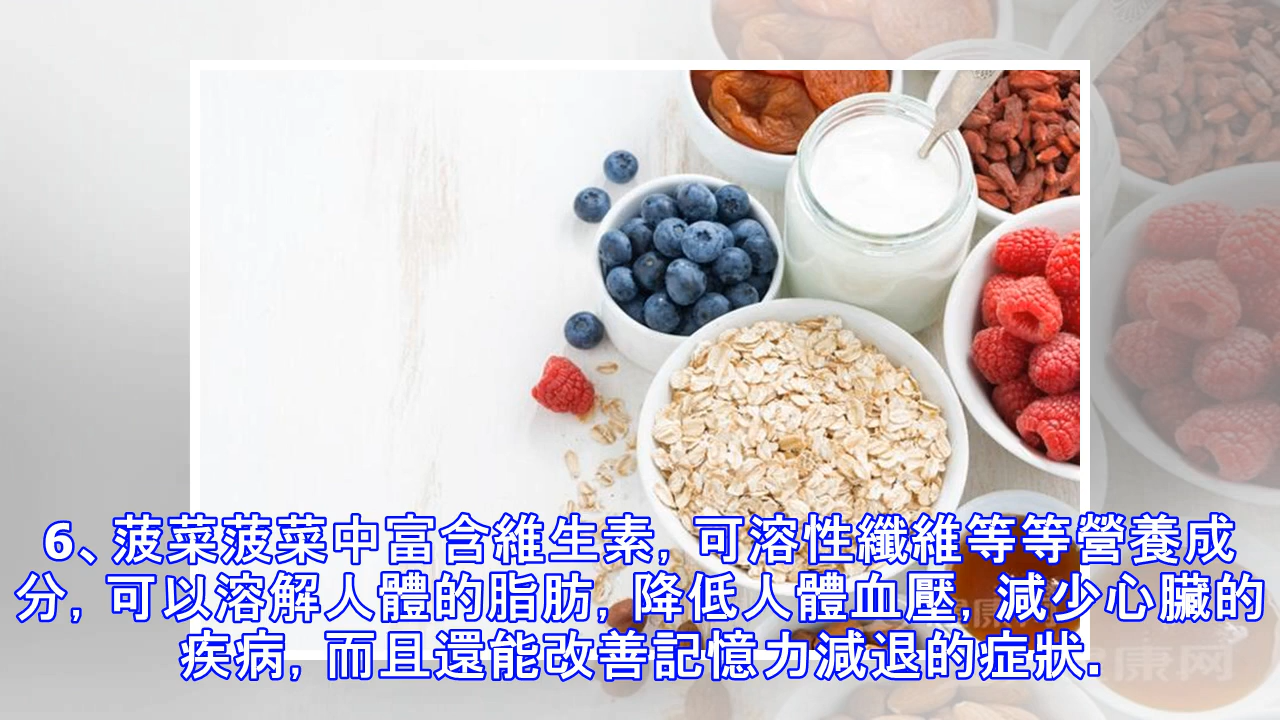 6、菠菜菠菜中富含維生素, 可溶性纖維等等營養成
分, 可以溶解人體的脂肪, 降低人體血壓, 減少心臟的
疾病, 而且還能改善記憶力減退的症狀.
康网